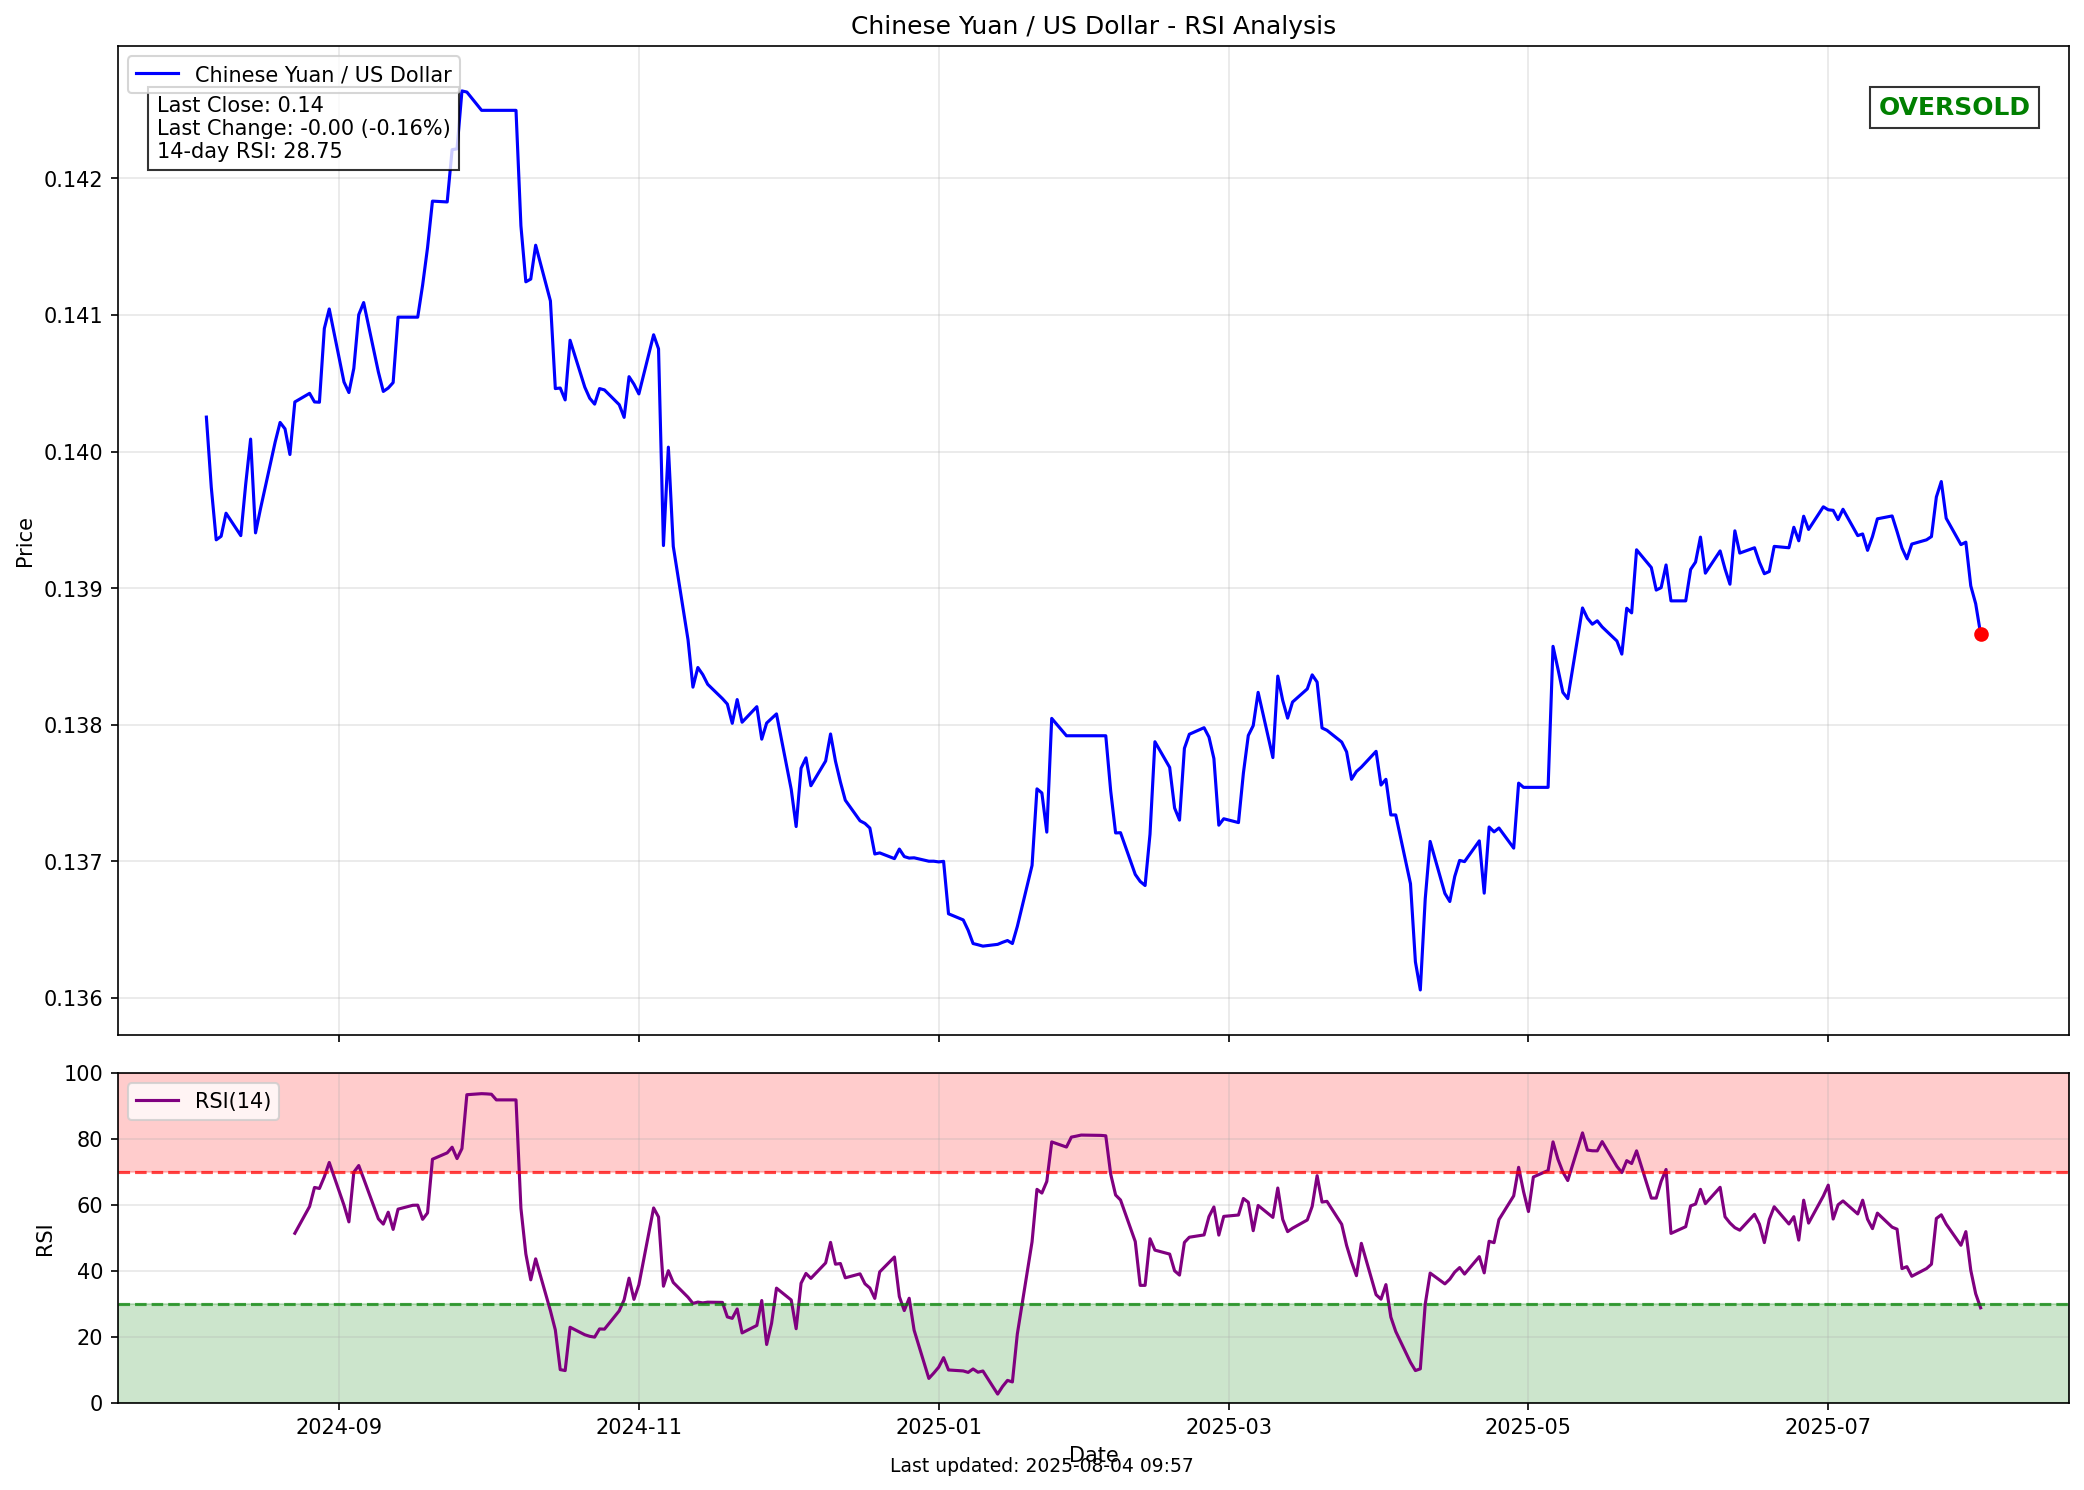 Chinese Yuan / US Dollar - RSI Analysis
Chinese Yuan / US Dollar
Last Close: 0.14
Last Change: -0.00 (-0.16%)
14-day RSI: 28.75
OVERSOLD
Price
0.142
0.141
0.140
0.139
0.138
0.137
0.136
RSI(14)
RSI
100
80
60
40
20
0
2024-09
2024-11
2025-01
2025-03
2025-05
2025-07
Date
Last updated: 2025-08-04 09:57